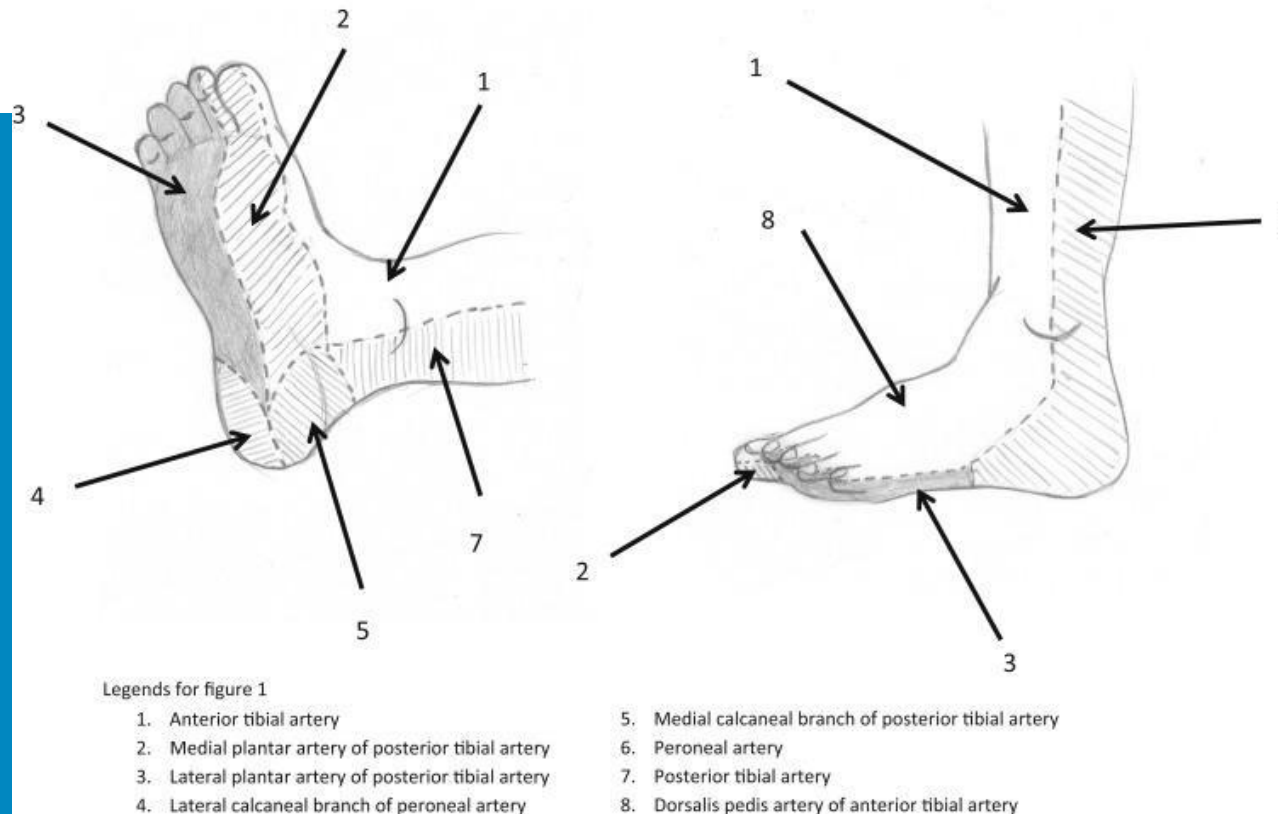 2
1
3
4
5
7
1
8
2
3
Legends for figure 1
1. Anterior tibial artery
2. Medial plantar artery of posterior tibial artery
3. Lateral plantar artery of posterior tibial artery
4. Lateral calcaneal branch of peroneal artery
5. Medial calcaneal branch of posterior tibial artery
6. Peroneal artery
7. Posterior tibial artery
8. Dorsalis pedis artery of anterior tibial artery